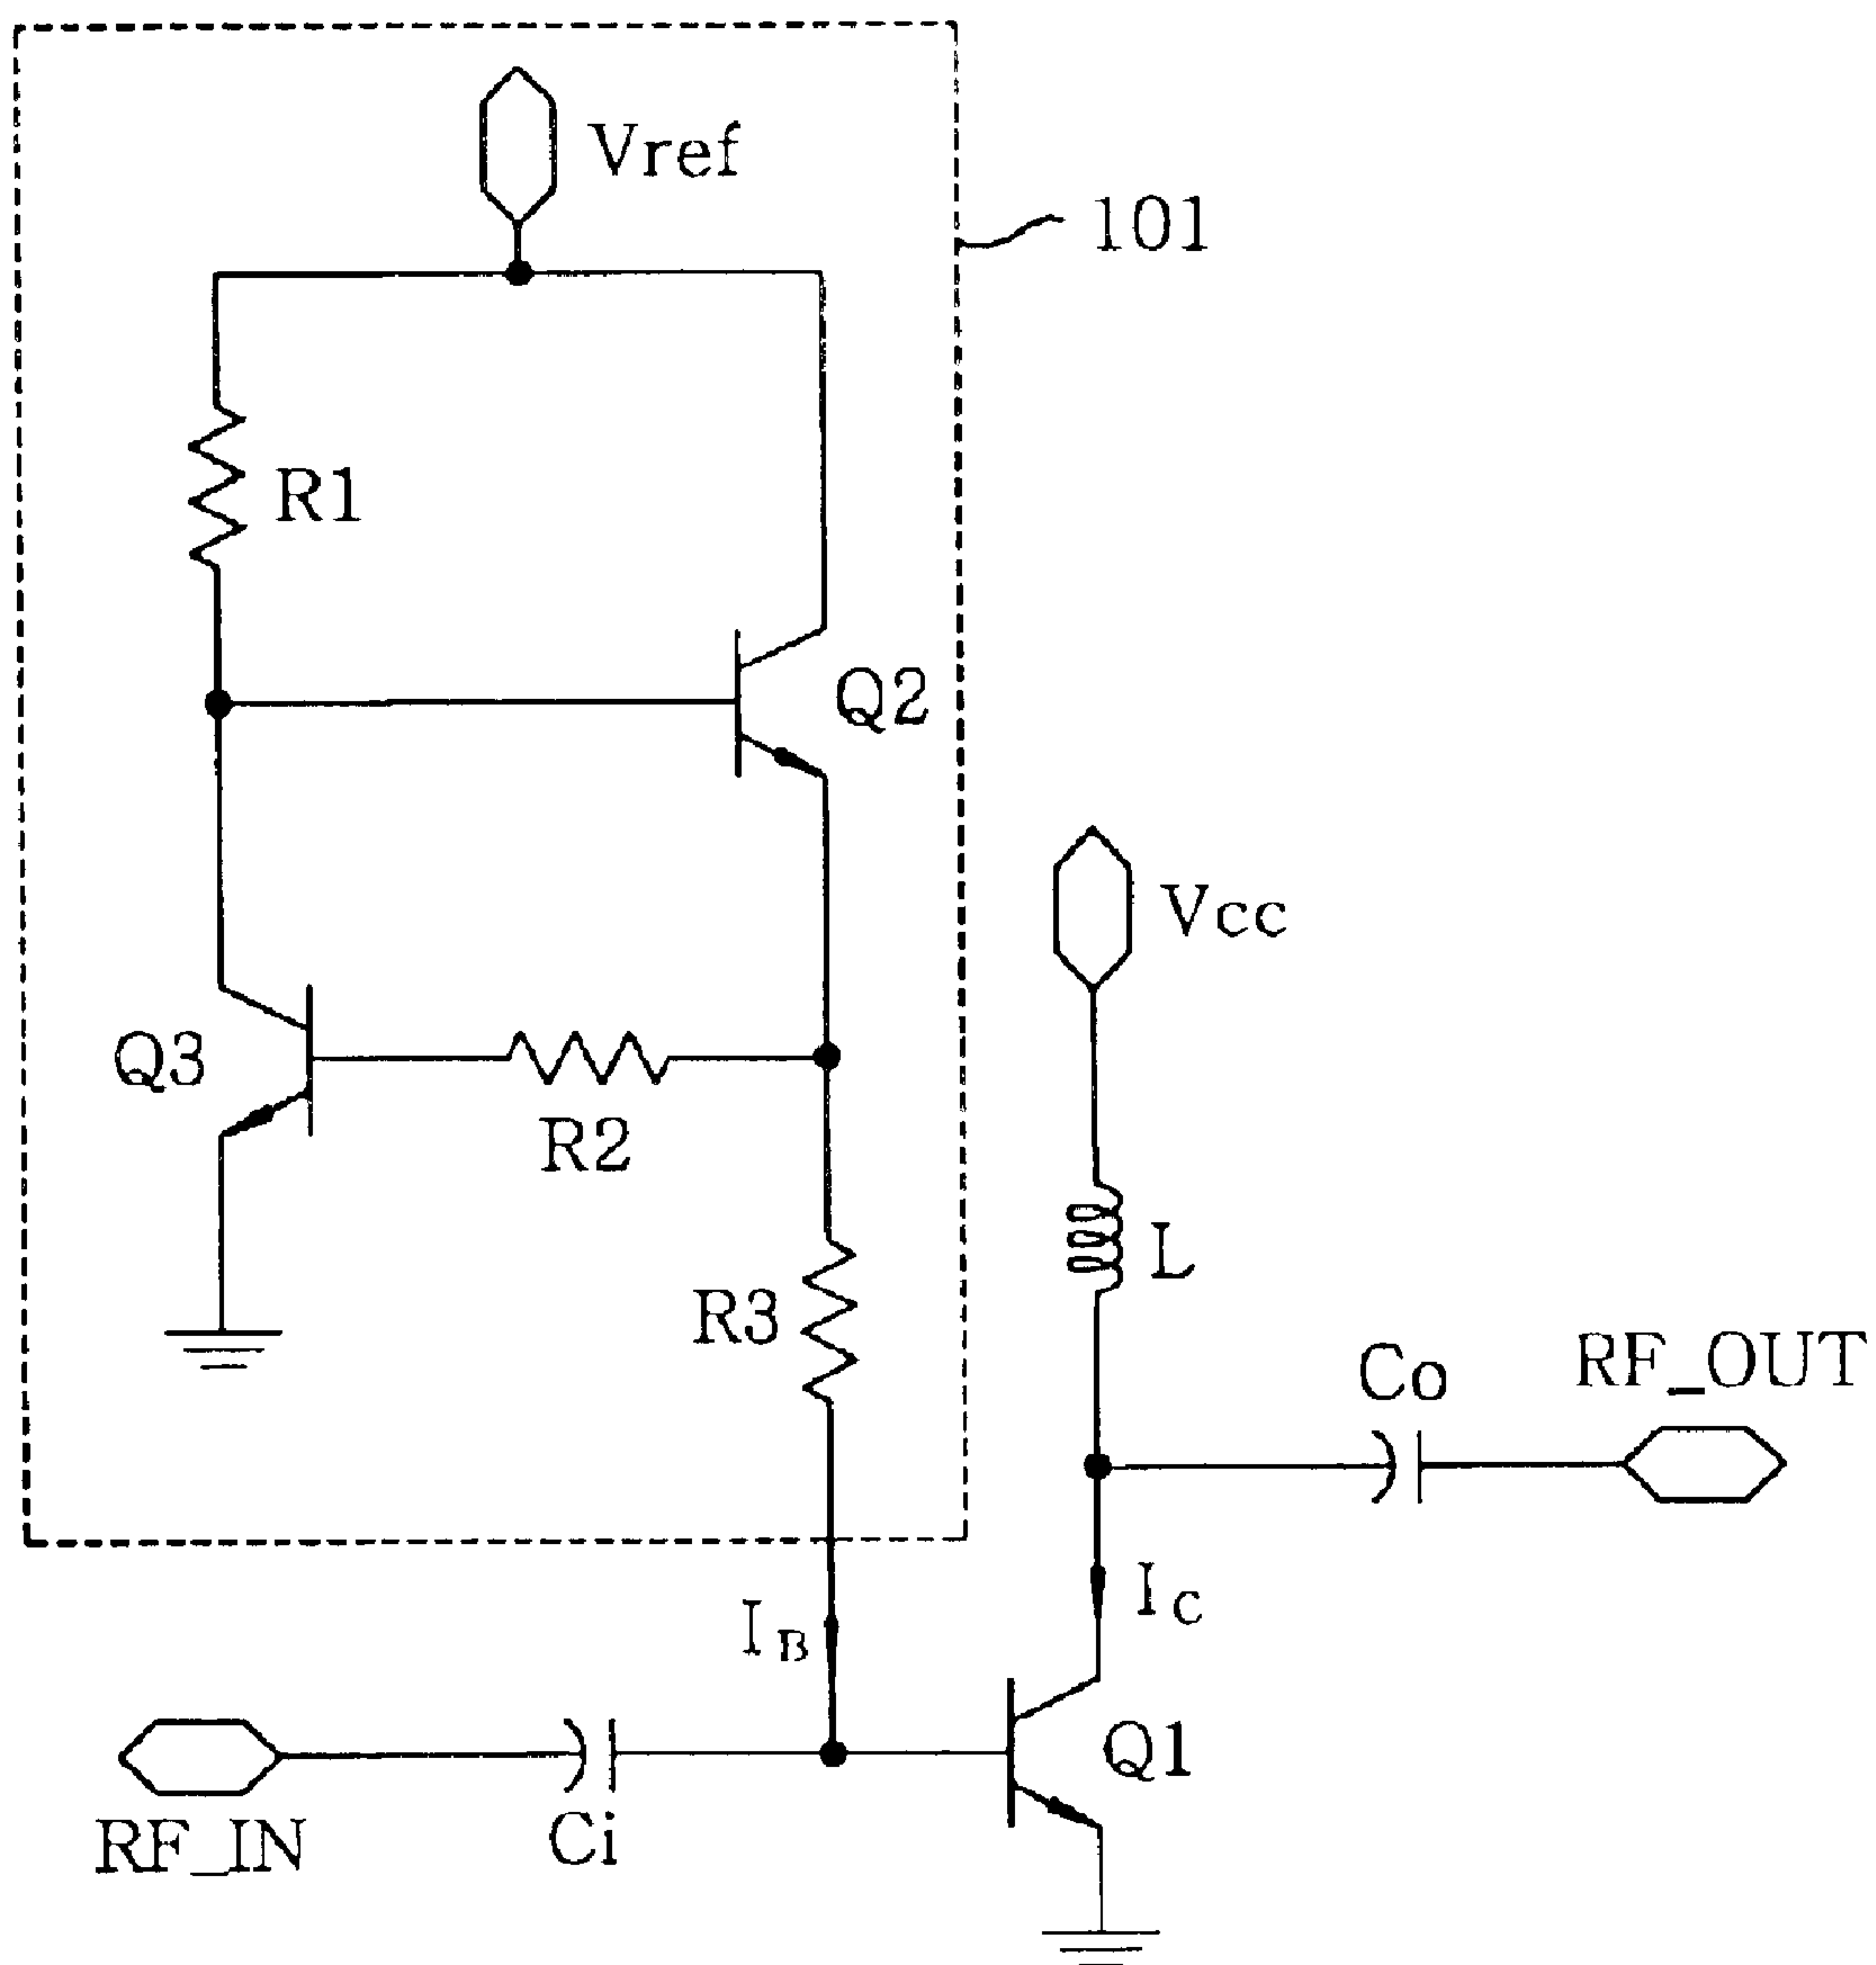 Vref
101
R1
Q2
Vcc
Q3
R2
L
R3
Co
RF_OUT
IC
IB
Q1
RF_IN
Ci